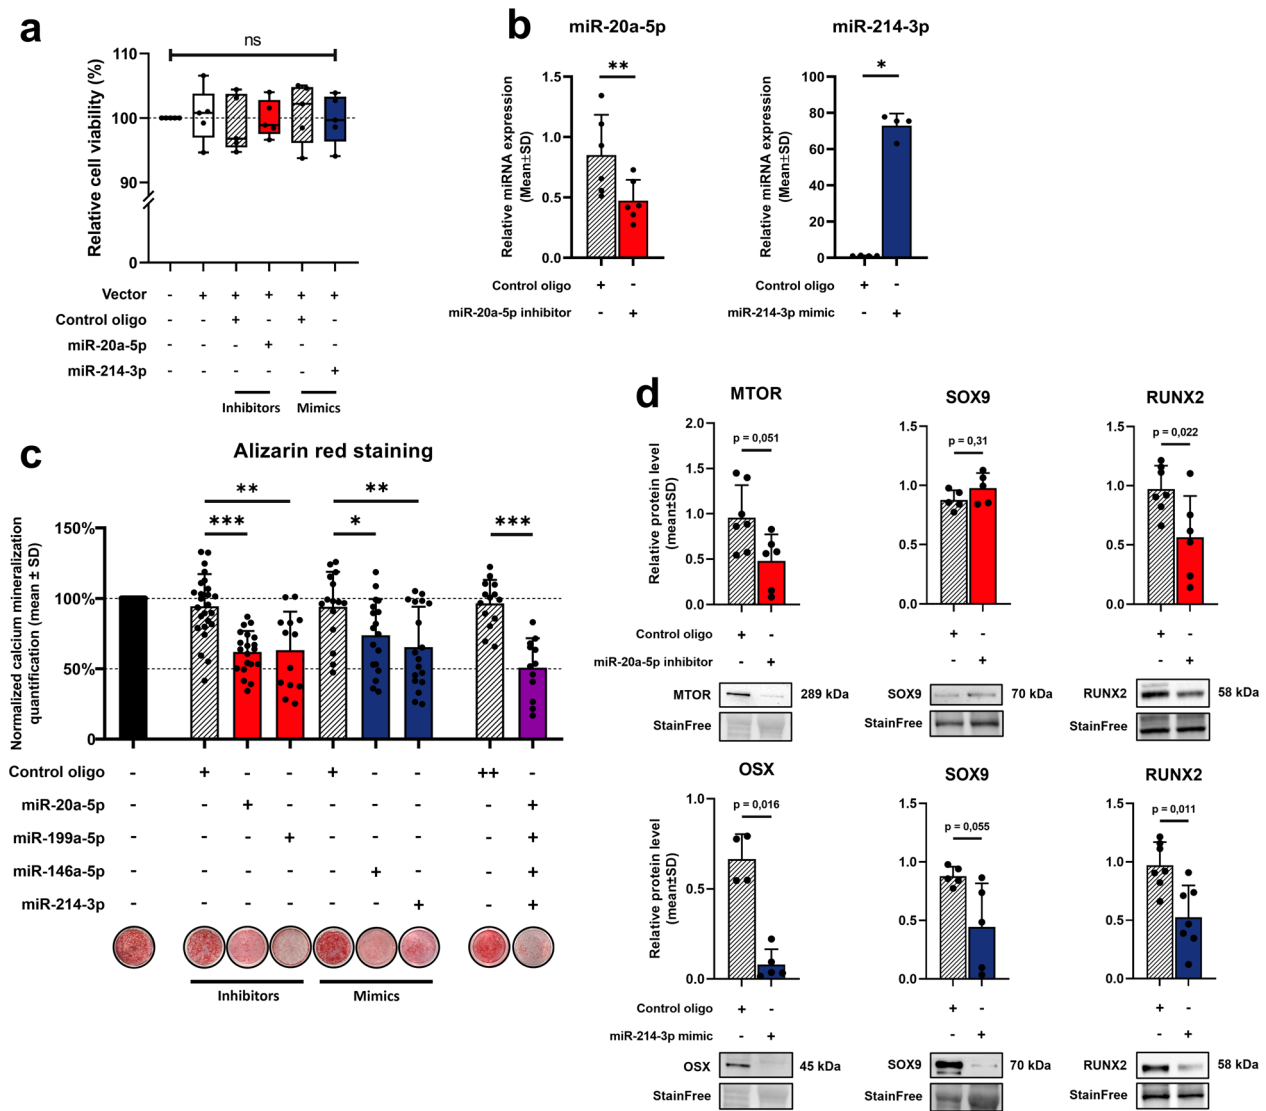 a
ns
Relative cell viability (%)
110
100
90
0
Vector - + + + + +
Control oligo - - + - + -
miR-20a-5p - - - + - -
miR-214-3p - - - - - +
Inhibitors Mimics
b
miR-20a-5p
**
Relative miRNA expression
(Mean±SD)
1.5
1.0
0.5
0.0
Control oligo + -
miR-20a-5p inhibitor - +
miR-214-3p
*
Relative miRNA expression
(Mean±SD)
100
80
60
40
20
0
Control oligo + -
miR-214-3p mimic - +
c
Alizarin red staining
** **
*** * ***
Normalized calcium mineralization
quantification (mean ± SD)
150%
100%
50%
0
Control oligo - + - - + - - ++ -
miR-20a-5p - - + - - - - - +
miR-199a-5p - - - + - - - - +
miR-146a-5p - - - - - + - - +
miR-214-3p - - - - - - + - +
Inhibitors Mimics
d
MTOR
p = 0,051
Relative protein level
(mean±SD)
2.0
1.5
1.0
0.5
0.0
Control oligo + -
miR-20a-5p inhibitor - +
MTOR 289 kDa
StainFree
SOX9
p = 0,31
1.5
1.0
0.5
0.0
+ -
- +
SOX9 70 kDa
StainFree
RUNX2
p = 0,022
1.5
1.0
0.5
0.0
+ -
- +
RUNX2 58 kDa
StainFree
OSX
p = 0,016
Relative protein level
(mean±SD)
1.0
0.5
0.0
Control oligo + -
miR-214-3p mimic - +
OSX 45 kDa
StainFree
SOX9
p = 0,055
1.5
1.0
0.5
0.0
+ -
- +
SOX9 70 kDa
StainFree
RUNX2
p = 0,011
1.5
1.0
0.5
0.0
+ -
- +
RUNX2 58 kDa
StainFree